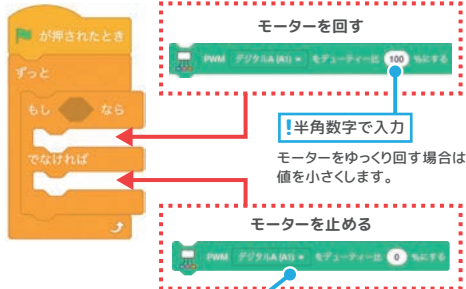 が押されたとき
ずっと
もし なら
でなければ
モーターを回す
PWM デジタルA (A1) をデューティー比 100 %にする
!半角数字で入力
モーターをゆっくり回す場合は
値を小さくします。
モーターを止める
PWM デジタルA (A1) をデューティー比 0 %にする